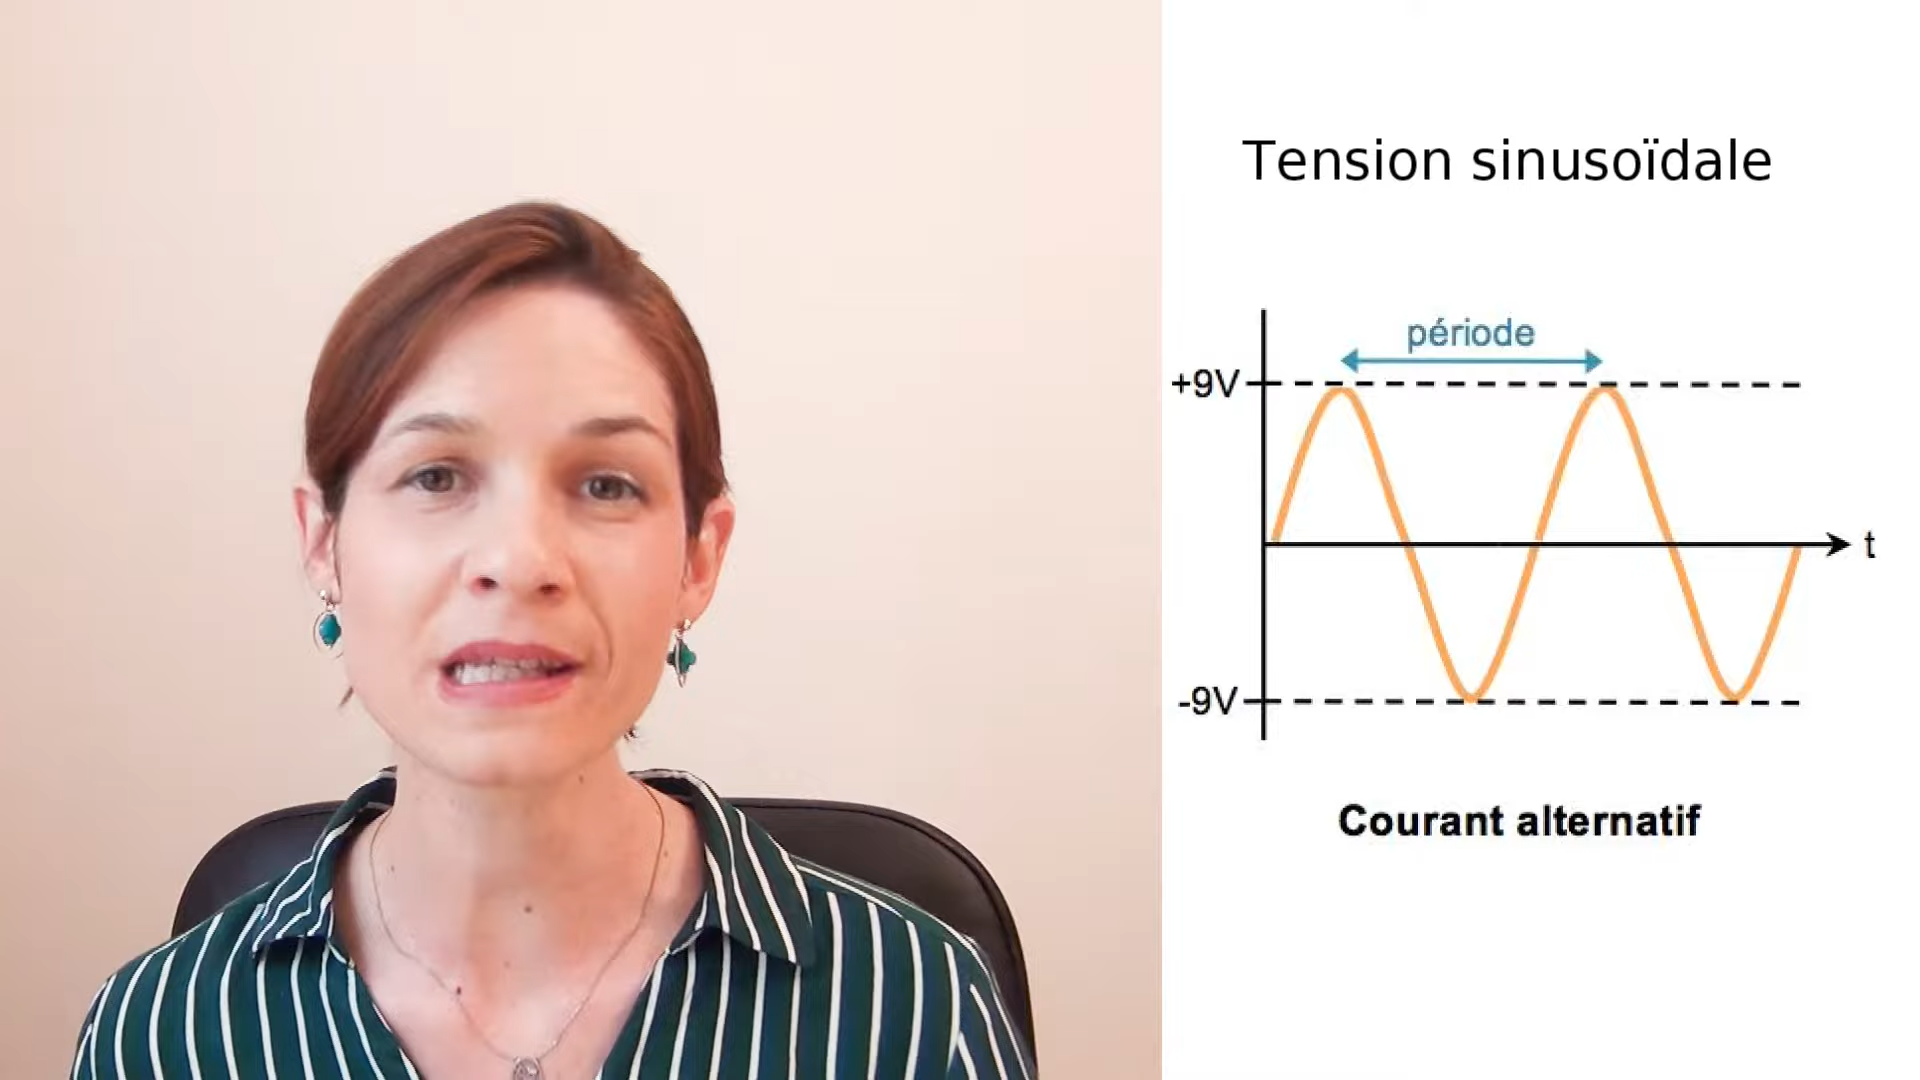 Tension sinusoïdale
période
+9V
t
-9V
Courant alternatif